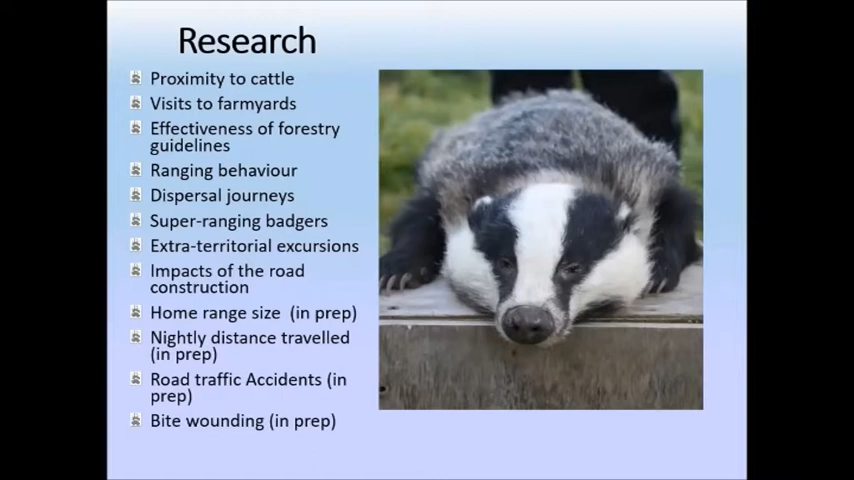 Research
Proximity to cattle
Visits to farmyards
Effectiveness of forestry
guidelines
Ranging behaviour
Dispersal journeys
Super-ranging badgers
Extra-territorial excursions
Impacts of the road
construction
Home range size (in prep)
Nightly distance travelled
(in prep)
Road traffic Accidents (in
prep)
Bite wounding (in prep)